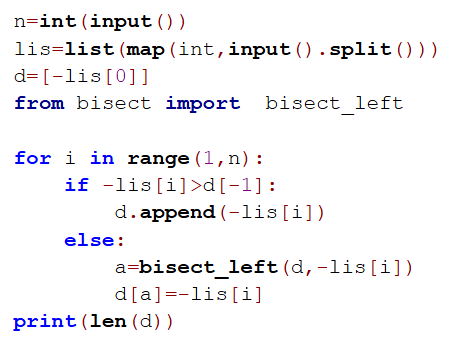 n=int(input())
lis=list(map(int,input().split()))
d=[-lis[0]]
from bisect import  bisect_left

for i in range(1,n):
    if -lis[i]>d[-1]:
        d.append(-lis[i])
    else:
        a=bisect_left(d,-lis[i])
        d[a]=-lis[i]
print(len(d))